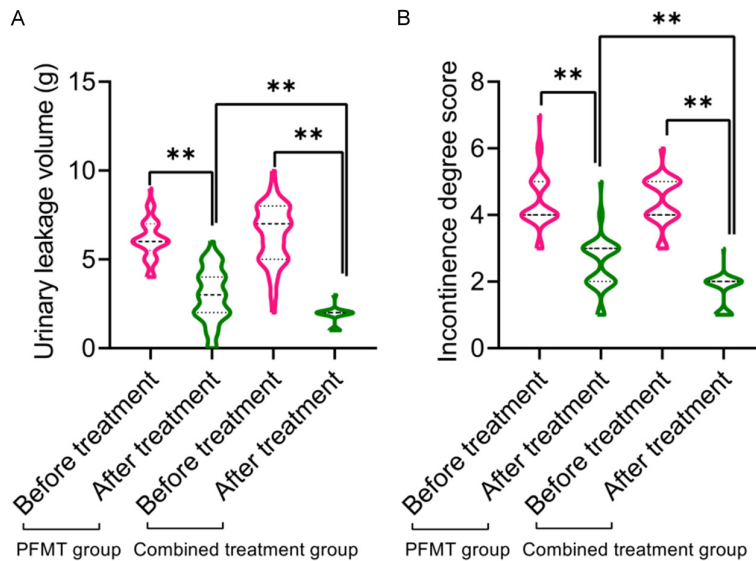 A
Urinary leakage volume (g)
15
10
5
0
**
**
**
Before treatment
After treatment
Before treatment
After treatment
PFMT group
Combined treatment group
B
Incontinence degree score
8
6
4
2
0
**
**
**
Before treatment
After treatment
Before treatment
After treatment
PFMT group
Combined treatment group